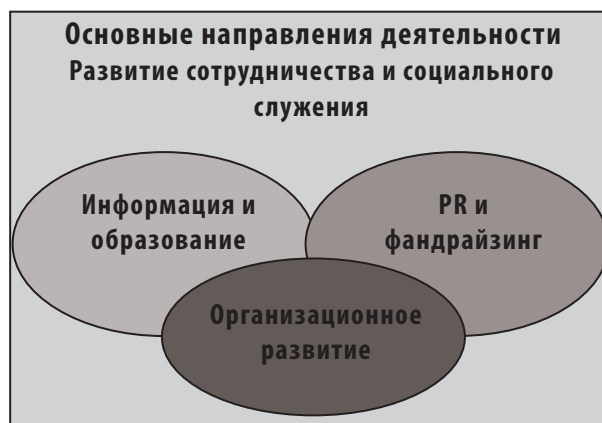 Основные направления деятельности
Развитие сотрудничества и социального
служения
Информация и
образование
PR и
фандрайзинг
Организационное
развитие